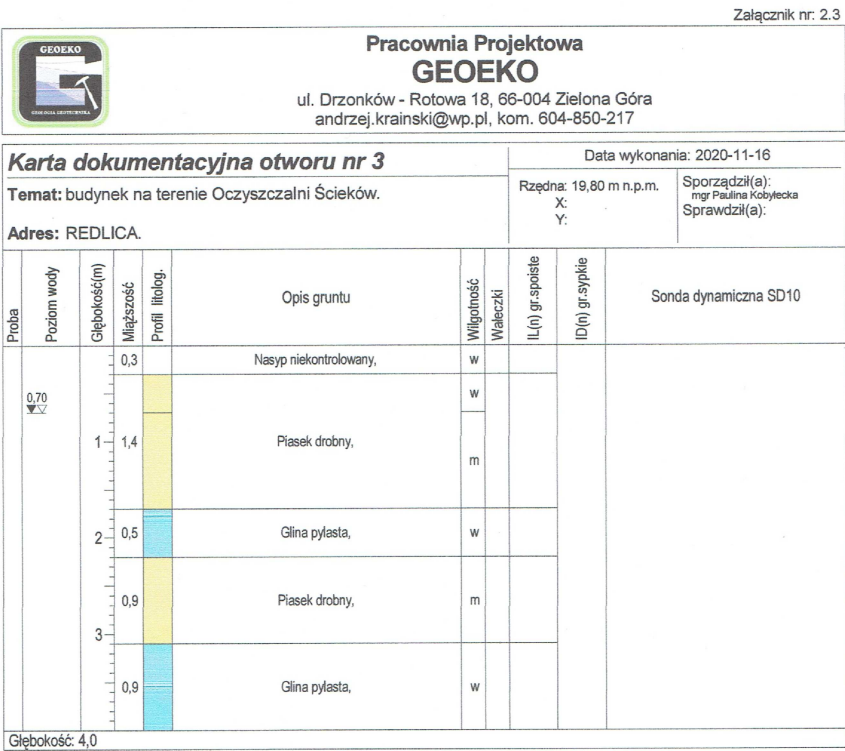 Załącznik nr: 2.3
GEOEKO
GEOLOGIA GEOTECHNIKA
Pracownia Projektowa
GEOEKO
ul. Drzonków - Rotowa 18, 66-004 Zielona Góra
andrzej.krainski@wp.pl, kom. 604-850-217
Karta dokumentacyjna otworu nr 3
Data wykonania: 2020-11-16
Temat: budynek na terenie Oczyszczalni Ścieków.
Adres: REDLICA.
Rzędna: 19,80 m n.p.m.
X:
Y:
Sporządził(a):
mgr Paulina Kobyłecka
Sprawdził(a):
Proba
Poziom wody
Głębokość(m)
Miąższość
Profil litolog.
Opis gruntu
Wilgotność
Wałeczki
IL(n) gr.spoiste
ID(n) gr.sypkie
Sonda dynamiczna SD10
0,3 Nasyp niekontrolowany, w
0,70
w
1 1,4 Piasek drobny,
m
2 0,5 Glina pylasta, w
0,9 Piasek drobny, m
3
0,9 Glina pylasta, w
Głębokość: 4,0